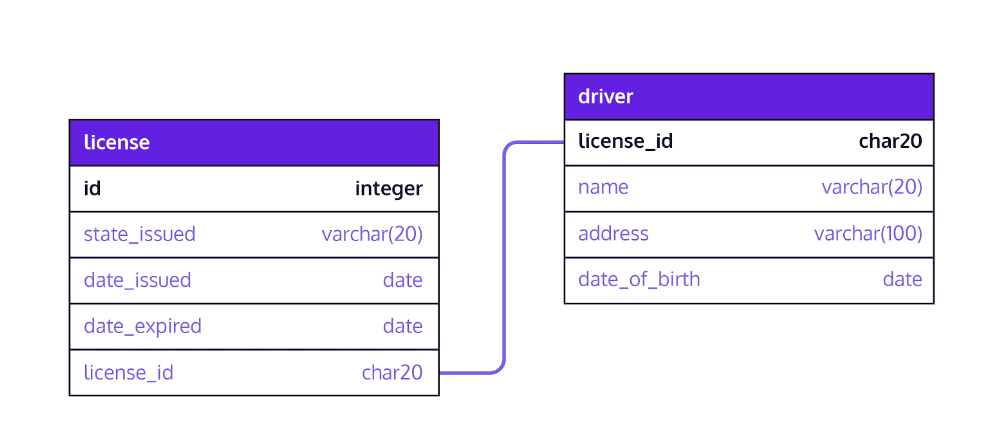 license
id integer
state_issued varchar(20)
date_issued date
date_expired date
license_id char20
driver
license_id char20
name varchar(20)
address varchar(100)
date_of_birth date